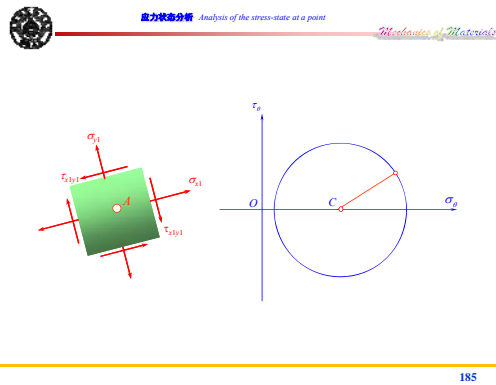 应力状态分析 Analysis of the stress-state at a point
Mechanics of Materials
τθ
σy1
τx1y1
σx1
A
O
C
σθ
τx1y1
185